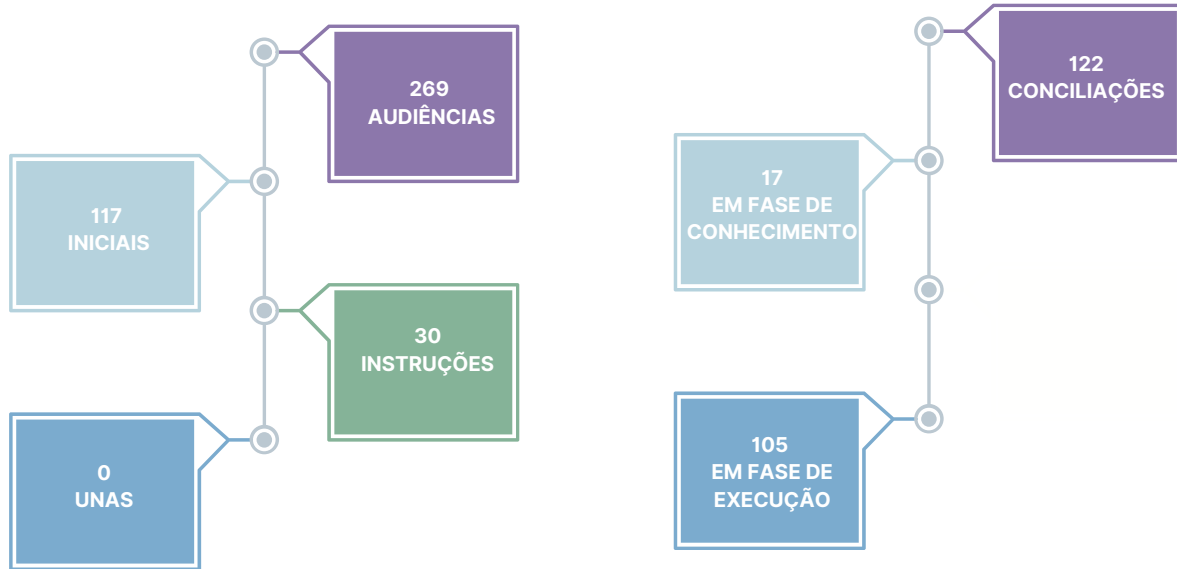 269
AUDIÊNCIAS
117
INICIAIS
30
INSTRUÇÕES
0
UNAS
122
CONCILIAÇÕES
17
EM FASE DE
CONHECIMENTO
105
EM FASE DE
EXECUÇÃO